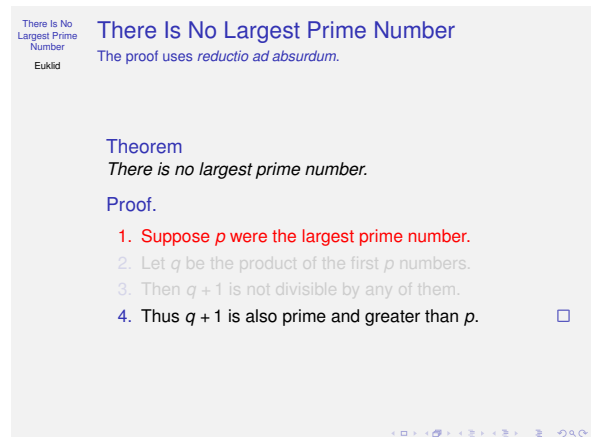 There Is No
Largest Prime
Number
Euklid
There Is No Largest Prime Number
The proof uses reductio ad absurdum.
Theorem
There is no largest prime number.
Proof.
1. Suppose p were the largest prime number.
2. Let q be the product of the first p numbers.
3. Then q + 1 is not divisible by any of them.
4. Thus q + 1 is also prime and greater than p.